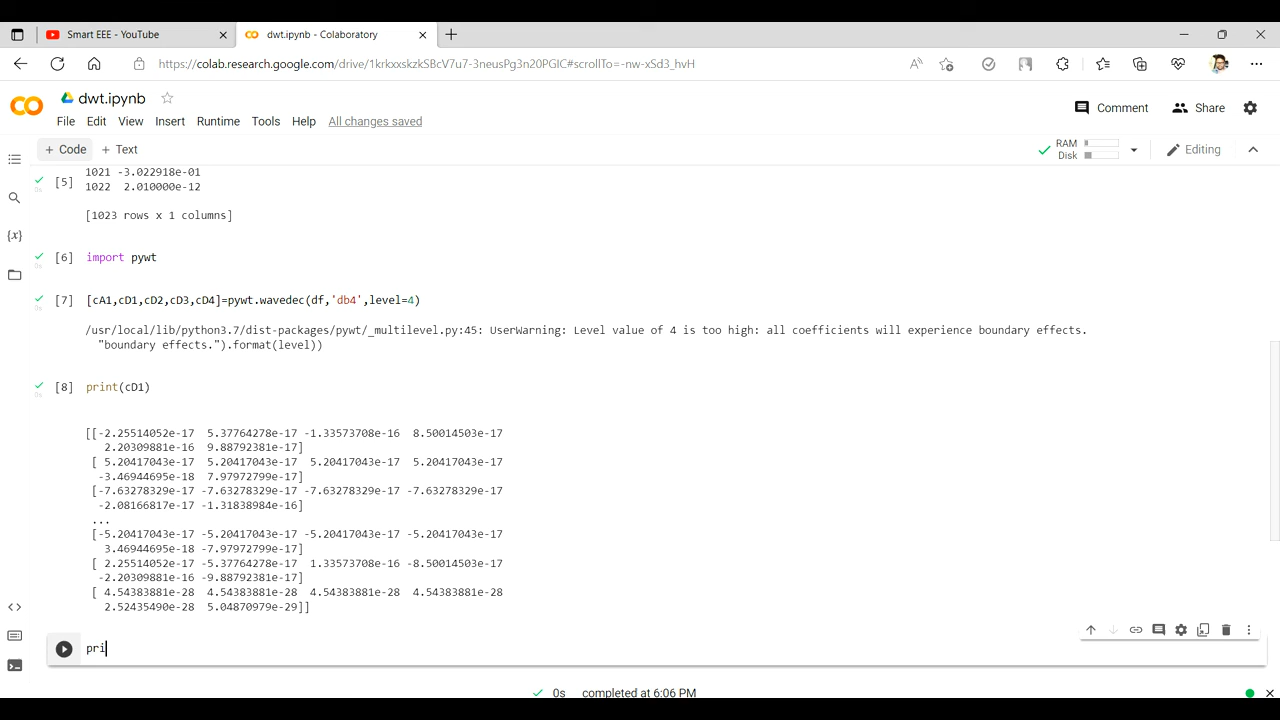 Smart EEE - YouTube
dwt.ipynb - Colaboratory
https://colab.research.google.com/drive/1krkxxskzkSBcV7u7-3neusPg3n20PGIC#scrollTo=-nw-xSd3_hvH
dwt.ipynb
Comment
Share
File Edit View Insert Runtime Tools Help All changes saved
+ Code + Text
RAM
Disk
Editing
1021 -3.022918e-01
[5] 1022 2.010000e-12
0s
[1023 rows x 1 columns]
[6] import pywt
0s
[7] [cA1,cD1,cD2,cD3,cD4]=pywt.wavedec(df,'db4',level=4)
0s
/usr/local/lib/python3.7/dist-packages/pywt/_multilevel.py:45: UserWarning: Level value of 4 is too high: all coefficients will experience boundary effects.
"boundary effects.").format(level))
[8] print(cD1)
0s
[[-2.25514052e-17 5.37764278e-17 -1.33573708e-16 8.50014503e-17
2.20309881e-16 9.88792381e-17]
[ 5.20417043e-17 5.20417043e-17 5.20417043e-17 5.20417043e-17
-3.46944695e-18 7.97972799e-17]
[-7.63278329e-17 -7.63278329e-17 -7.63278329e-17 -7.63278329e-17
-2.08166817e-17 -1.31838984e-16]
...
[-5.20417043e-17 -5.20417043e-17 -5.20417043e-17 -5.20417043e-17
3.46944695e-18 -7.97972799e-17]
[ 2.25514052e-17 -5.37764278e-17 1.33573708e-16 -8.50014503e-17
-2.20309881e-16 -9.88792381e-17]
[ 4.54383881e-28 4.54383881e-28 4.54383881e-28 4.54383881e-28
2.52435490e-28 5.04870979e-29]]
pri
0s completed at 6:06 PM